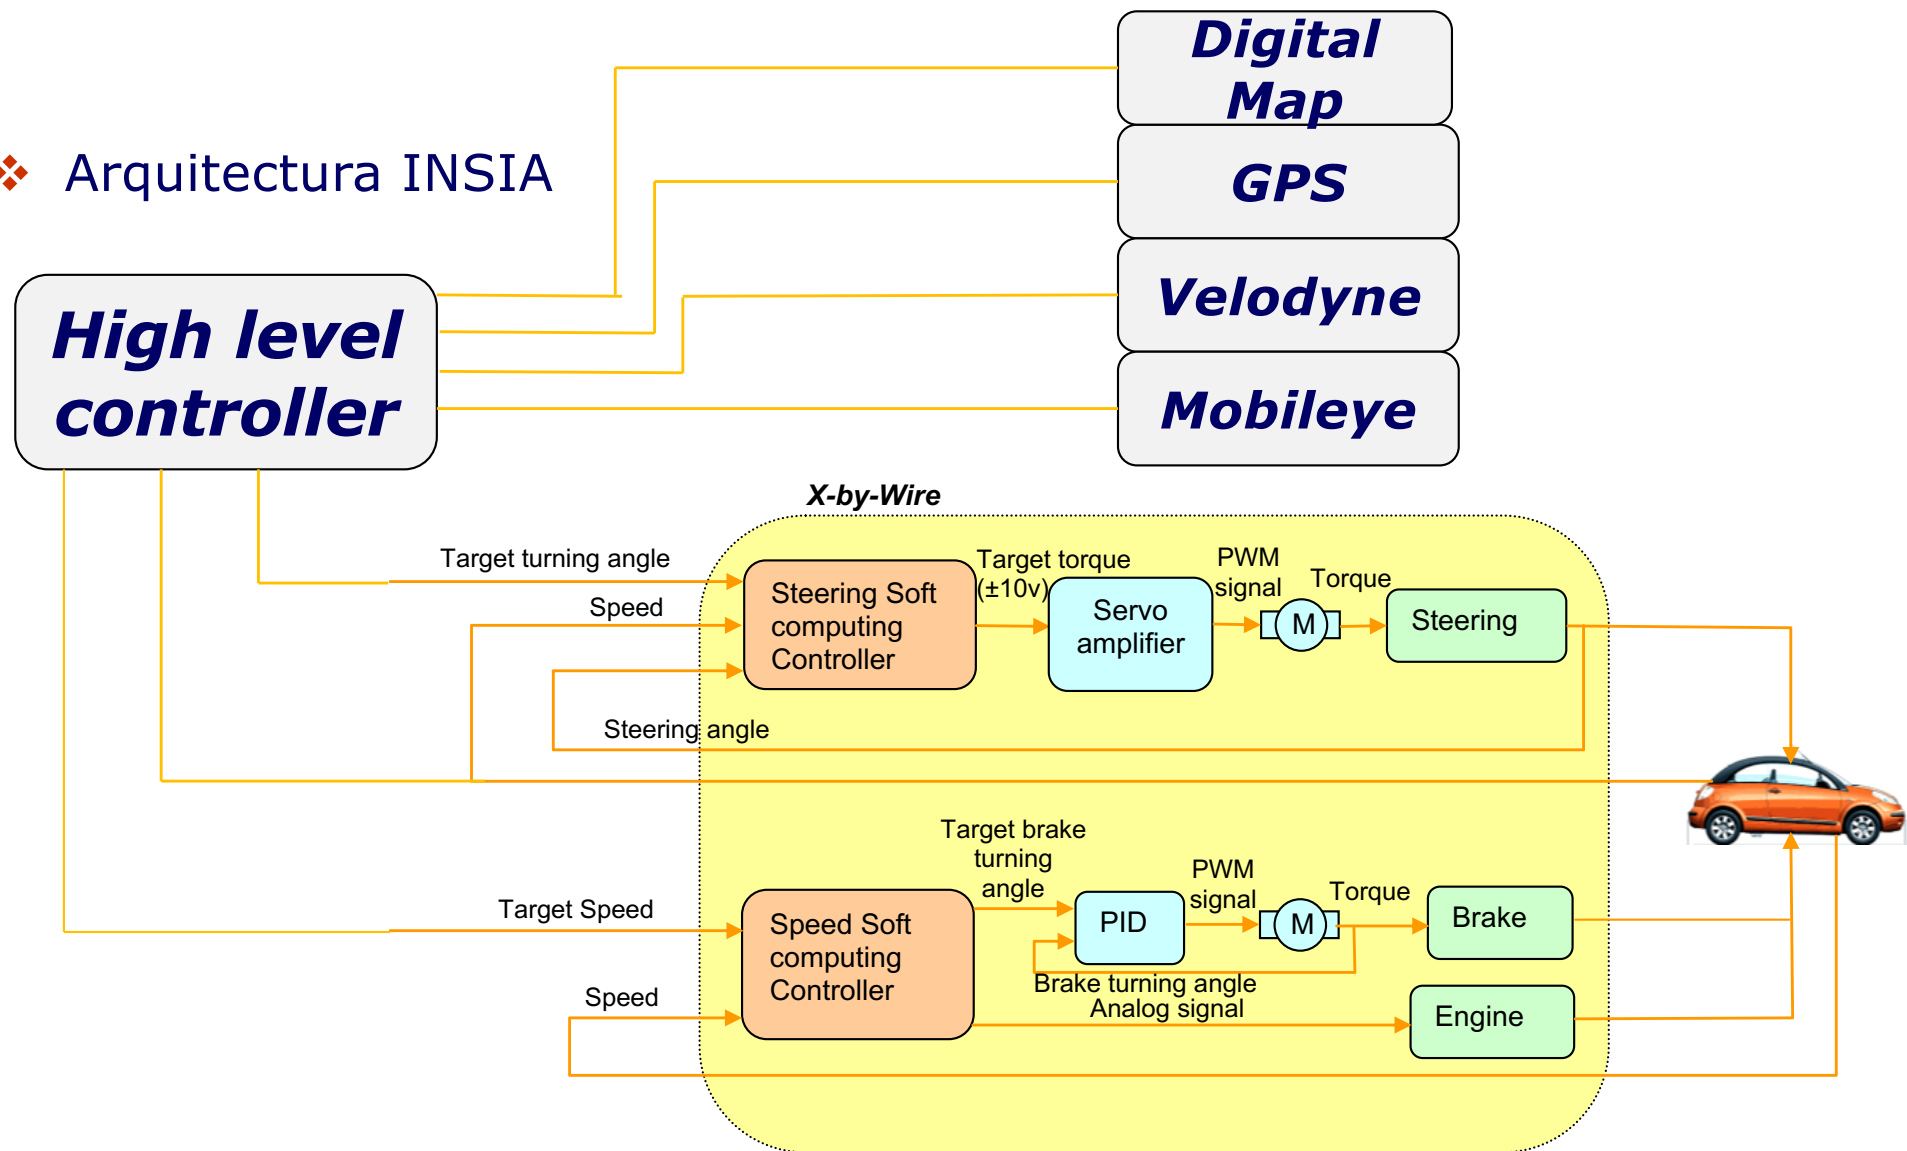 Digital
Map
Arquitectura INSIA
GPS
Velodyne
High level
controller
Mobileye
X-by-Wire
Target turning angle
Speed
Steering Soft
computing
Controller
Target torque
(±10v)
Servo
amplifier
PWM
signal
M
Torque
Steering
Steering angle
Target brake
turning
angle
Target Speed
Speed Soft
computing
Controller
PID
PWM
signal
M
Torque
Brake
Brake turning angle
Analog signal
Speed
Engine